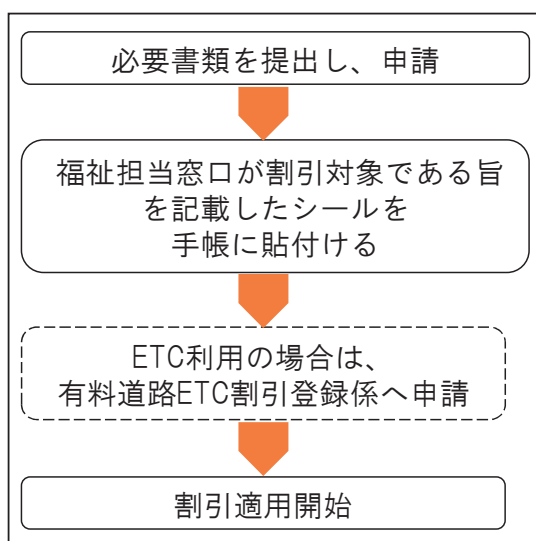 必要書類を提出し、申請
福祉担当窓口が割引対象である旨
を記載したシールを
手帳に貼付ける
ETC利用の場合は、
有料道路ETC割引登録係へ申請
割引適用開始